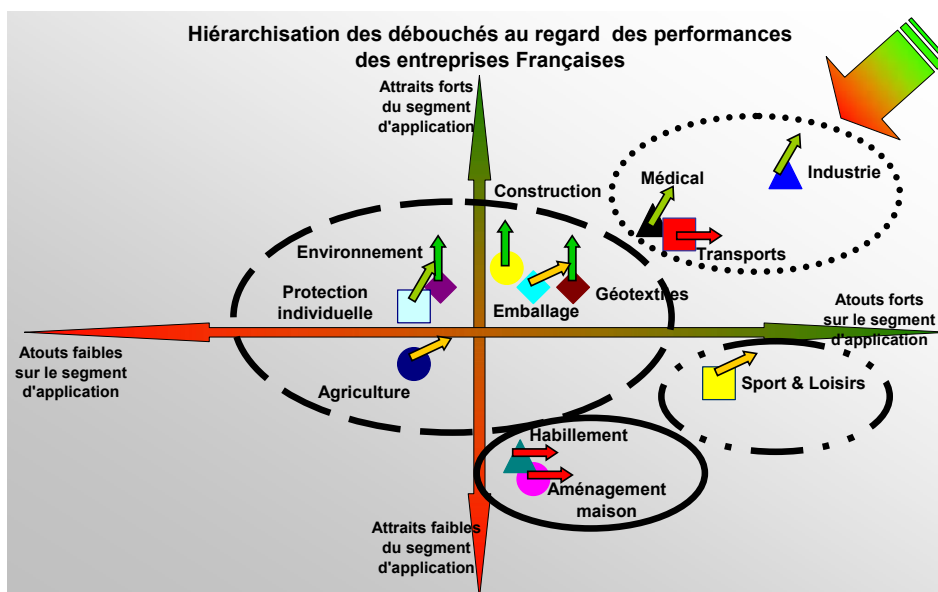 Hiérarchisation des débouchés au regard des performances
des entreprises Françaises
Attraits forts
du segment
d'application
Médical
Industrie
Construction
Transports
Environnement
Protection
individuelle
Emballage
Géotextiles
Atouts forts
sur le segment
d'application
Atouts faibles
sur le segment
d'application
Agriculture
Sport & Loisirs
Habillement
Aménagement
maison
Attraits faibles
du segment
d'application